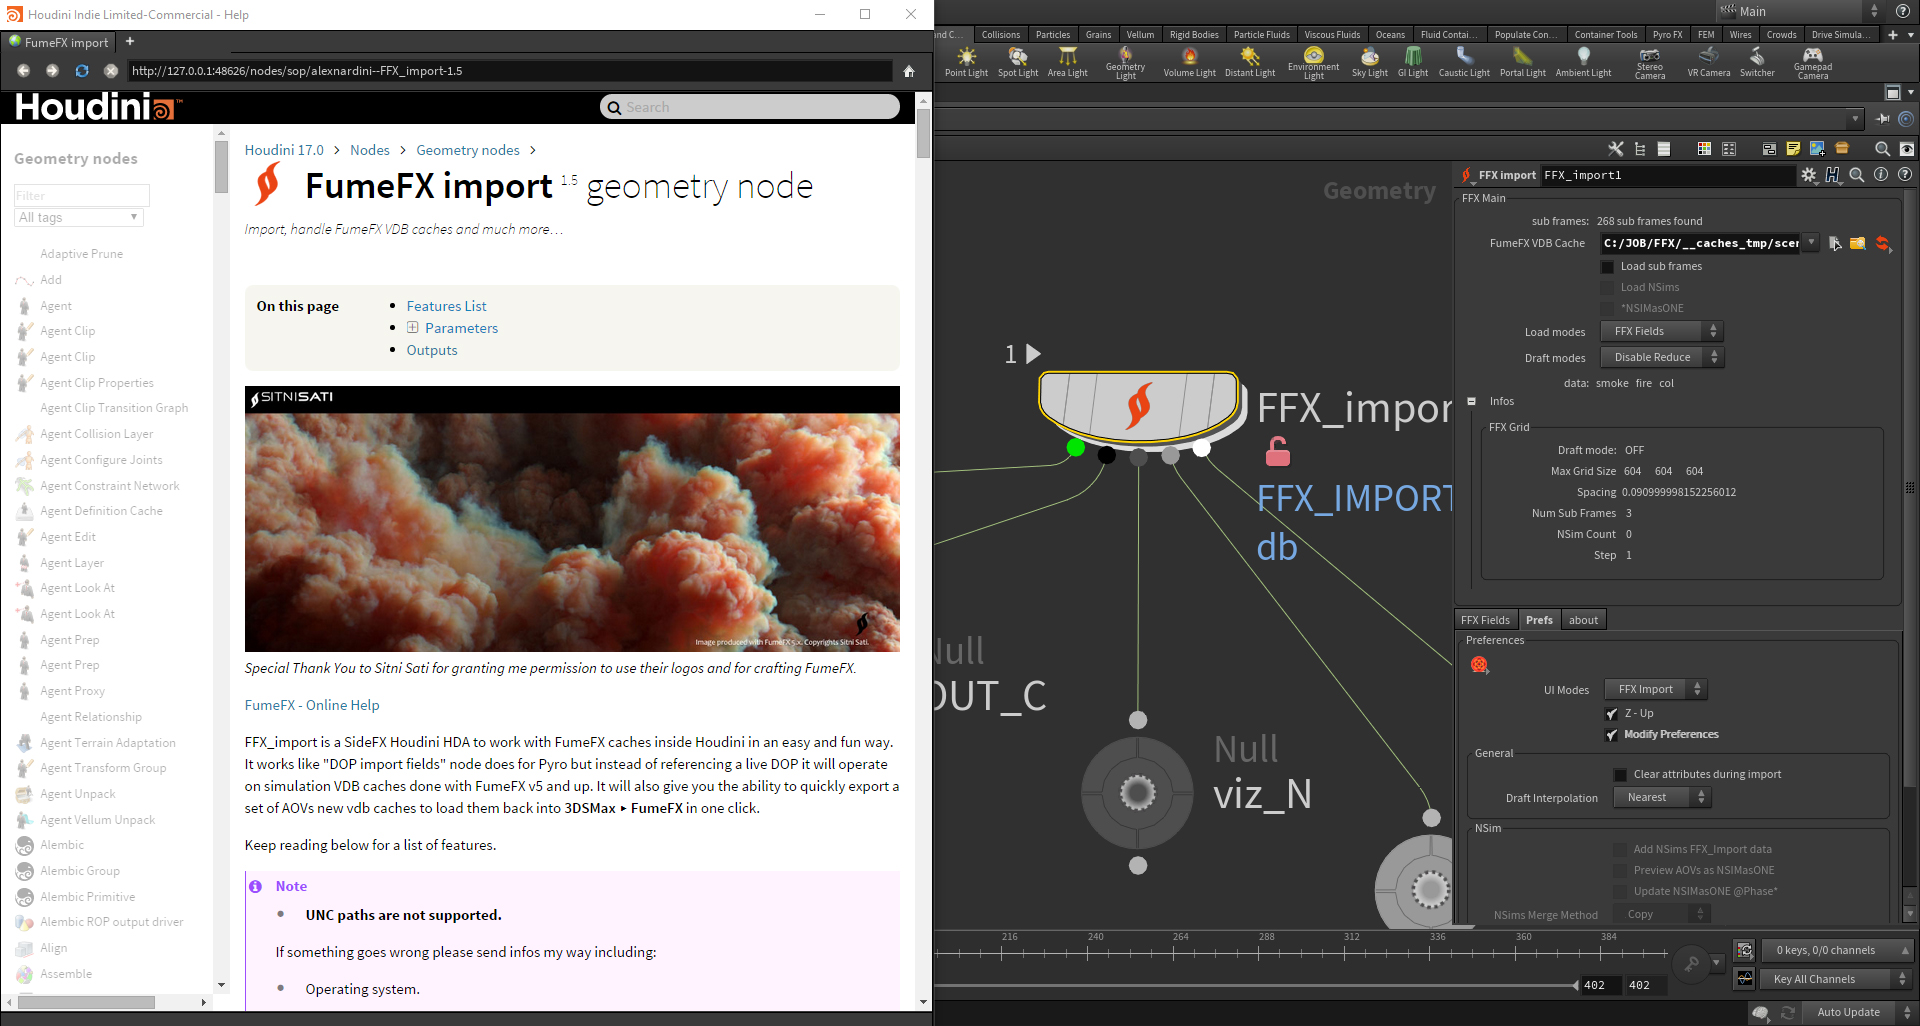 Houdini Indie Limited-Commercial - Help
FumeFX import
http://127.0.0.1:48626/nodes/sop/alexnardini--FFX_import-1.5
Houdini
Search
Geometry nodes
Filter
All tags
Adaptive Prune
Add
Agent
Agent Clip
Agent Clip
Agent Clip Properties
Agent Clip Transition Graph
Agent Collision Layer
Agent Configure Joints
Agent Constraint Network
Agent Definition Cache
Agent Edit
Agent Layer
Agent Look At
Agent Look At
Agent Prep
Agent Prep
Agent Proxy
Agent Relationship
Agent Terrain Adaptation
Agent Transform Group
Agent Unpack
Agent Vellum Unpack
Alembic
Alembic Group
Alembic Primitive
Alembic ROP output driver
Align
Assemble
Houdini 17.0 > Nodes > Geometry nodes >
FumeFX import 1.5 geometry node
Import, handle FumeFX VDB caches and much more…
On this page
Features List
Parameters
Outputs
SITNISATI
Image produced with FumeFX 5.x. Copyrights Sitni Sati.
Special Thank You to Sitni Sati for granting me permission to use their logos and for crafting FumeFX.
FumeFX - Online Help
FFX_import is a SideFX Houdini HDA to work with FumeFX caches inside Houdini in an easy and fun way.
It works like "DOP import fields" node does for Pyro but instead of referencing a live DOP it will operate
on simulation VDB caches done with FumeFX v5 and up. It will also give you the ability to quickly export a
set of AOVs new vdb caches to load them back into 3DSMax ▸ FumeFX in one click.
Keep reading below for a list of features.
Note
UNC paths are not supported.
If something goes wrong please send infos my way including:
Operating system.
Main
Collisions Particles Grains Vellum Rigid Bodies Particle Fluids Viscous Fluids Oceans Fluid Contai... Populate Con... Container Tools Pyro FX FEM Wires Crowds Drive Simula...
Point Light Spot Light Area Light Geometry Light Volume Light Distant Light Environment Light Sky Light GI Light Caustic Light Portal Light Ambient Light Stereo Camera VR Camera Switcher Gamepad Camera
Geometry
1
FFX_impor
FFX_IMPORT
db
Null
OUT_C
Null
viz_N
FFX import FFX_import1
FFX Main
sub frames: 268 sub frames found
FumeFX VDB Cache C:/JOB/FFX/__caches_tmp/scer
Load sub frames
Load NSims
*NSIMasONE
Load modes FFX Fields
Draft modes Disable Reduce
data: smoke fire col
Infos
FFX Grid
Draft mode: OFF
Max Grid Size 604 604 604
Spacing 0.090999998152256012
Num Sub Frames 3
NSim Count 0
Step 1
FFX Fields Prefs about
Preferences
UI Modes FFX Import
Z - Up
Modify Preferences
General
Clear attributes during import
Draft Interpolation Nearest
NSim
Add NSims FFX_Import data
Preview AOVs as NSIMasONE
Update NSIMasONE @Phase*
NSims Merge Method Copy
216 240 264 288 312 336 360 384
402 402
0 keys, 0/0 channels
Key All Channels
Auto Update